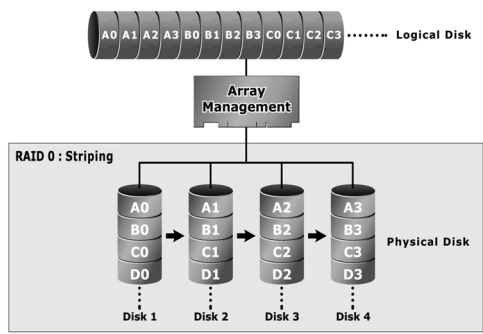 A0 A1 A2 A3 B0 B1 B2 B3 C0 C1 C2 C3 Logical Disk
Array
Management
RAID 0 : Striping
A0 A1 A2 A3
B0 B1 B2 B3
Physical Disk
C0 C1 C2 C3
D0 D1 D2 D3
Disk 1 Disk 2 Disk 3 Disk 4